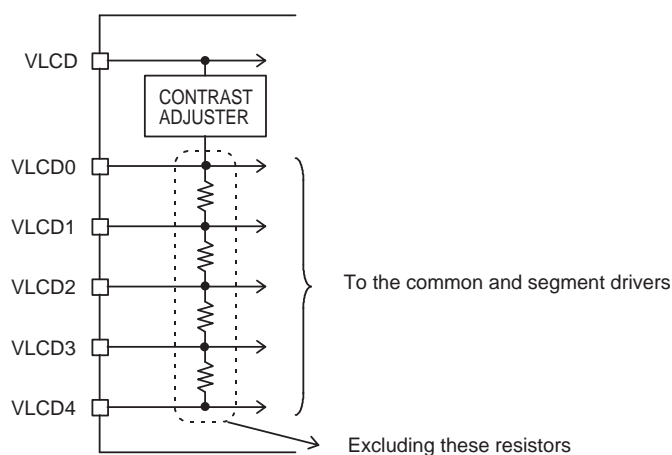 VLCD
CONTRAST
ADJUSTER
VLCD0
VLCD1
VLCD2
To the common and segment drivers
VLCD3
VLCD4
Excluding these resistors